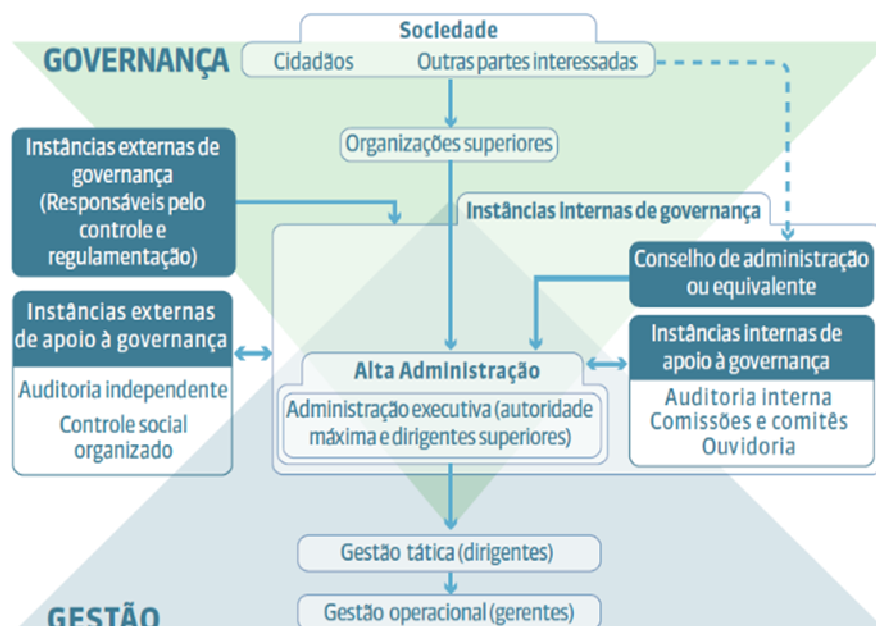 Sociedade
GOVERNANÇA
Cidadãos
Outras partes interessadas
Organizações superiores
Instâncias externas de
governança
(Responsáveis pelo
controle e
regulamentação)
Instâncias internas de governança
Conselho de administração
ou equivalente
Instâncias externas
de apoio à governança
Auditoria independente
Controle social
organizado
Alta Administração
Administração executiva (autoridade
máxima e dirigentes superiores)
Instâncias internas de
apoio à governança
Auditoria interna
Comissões e comitês
Ouvidoria
Gestão tática (dirigentes)
Gestão operacional (gerentes)
GESTÃO